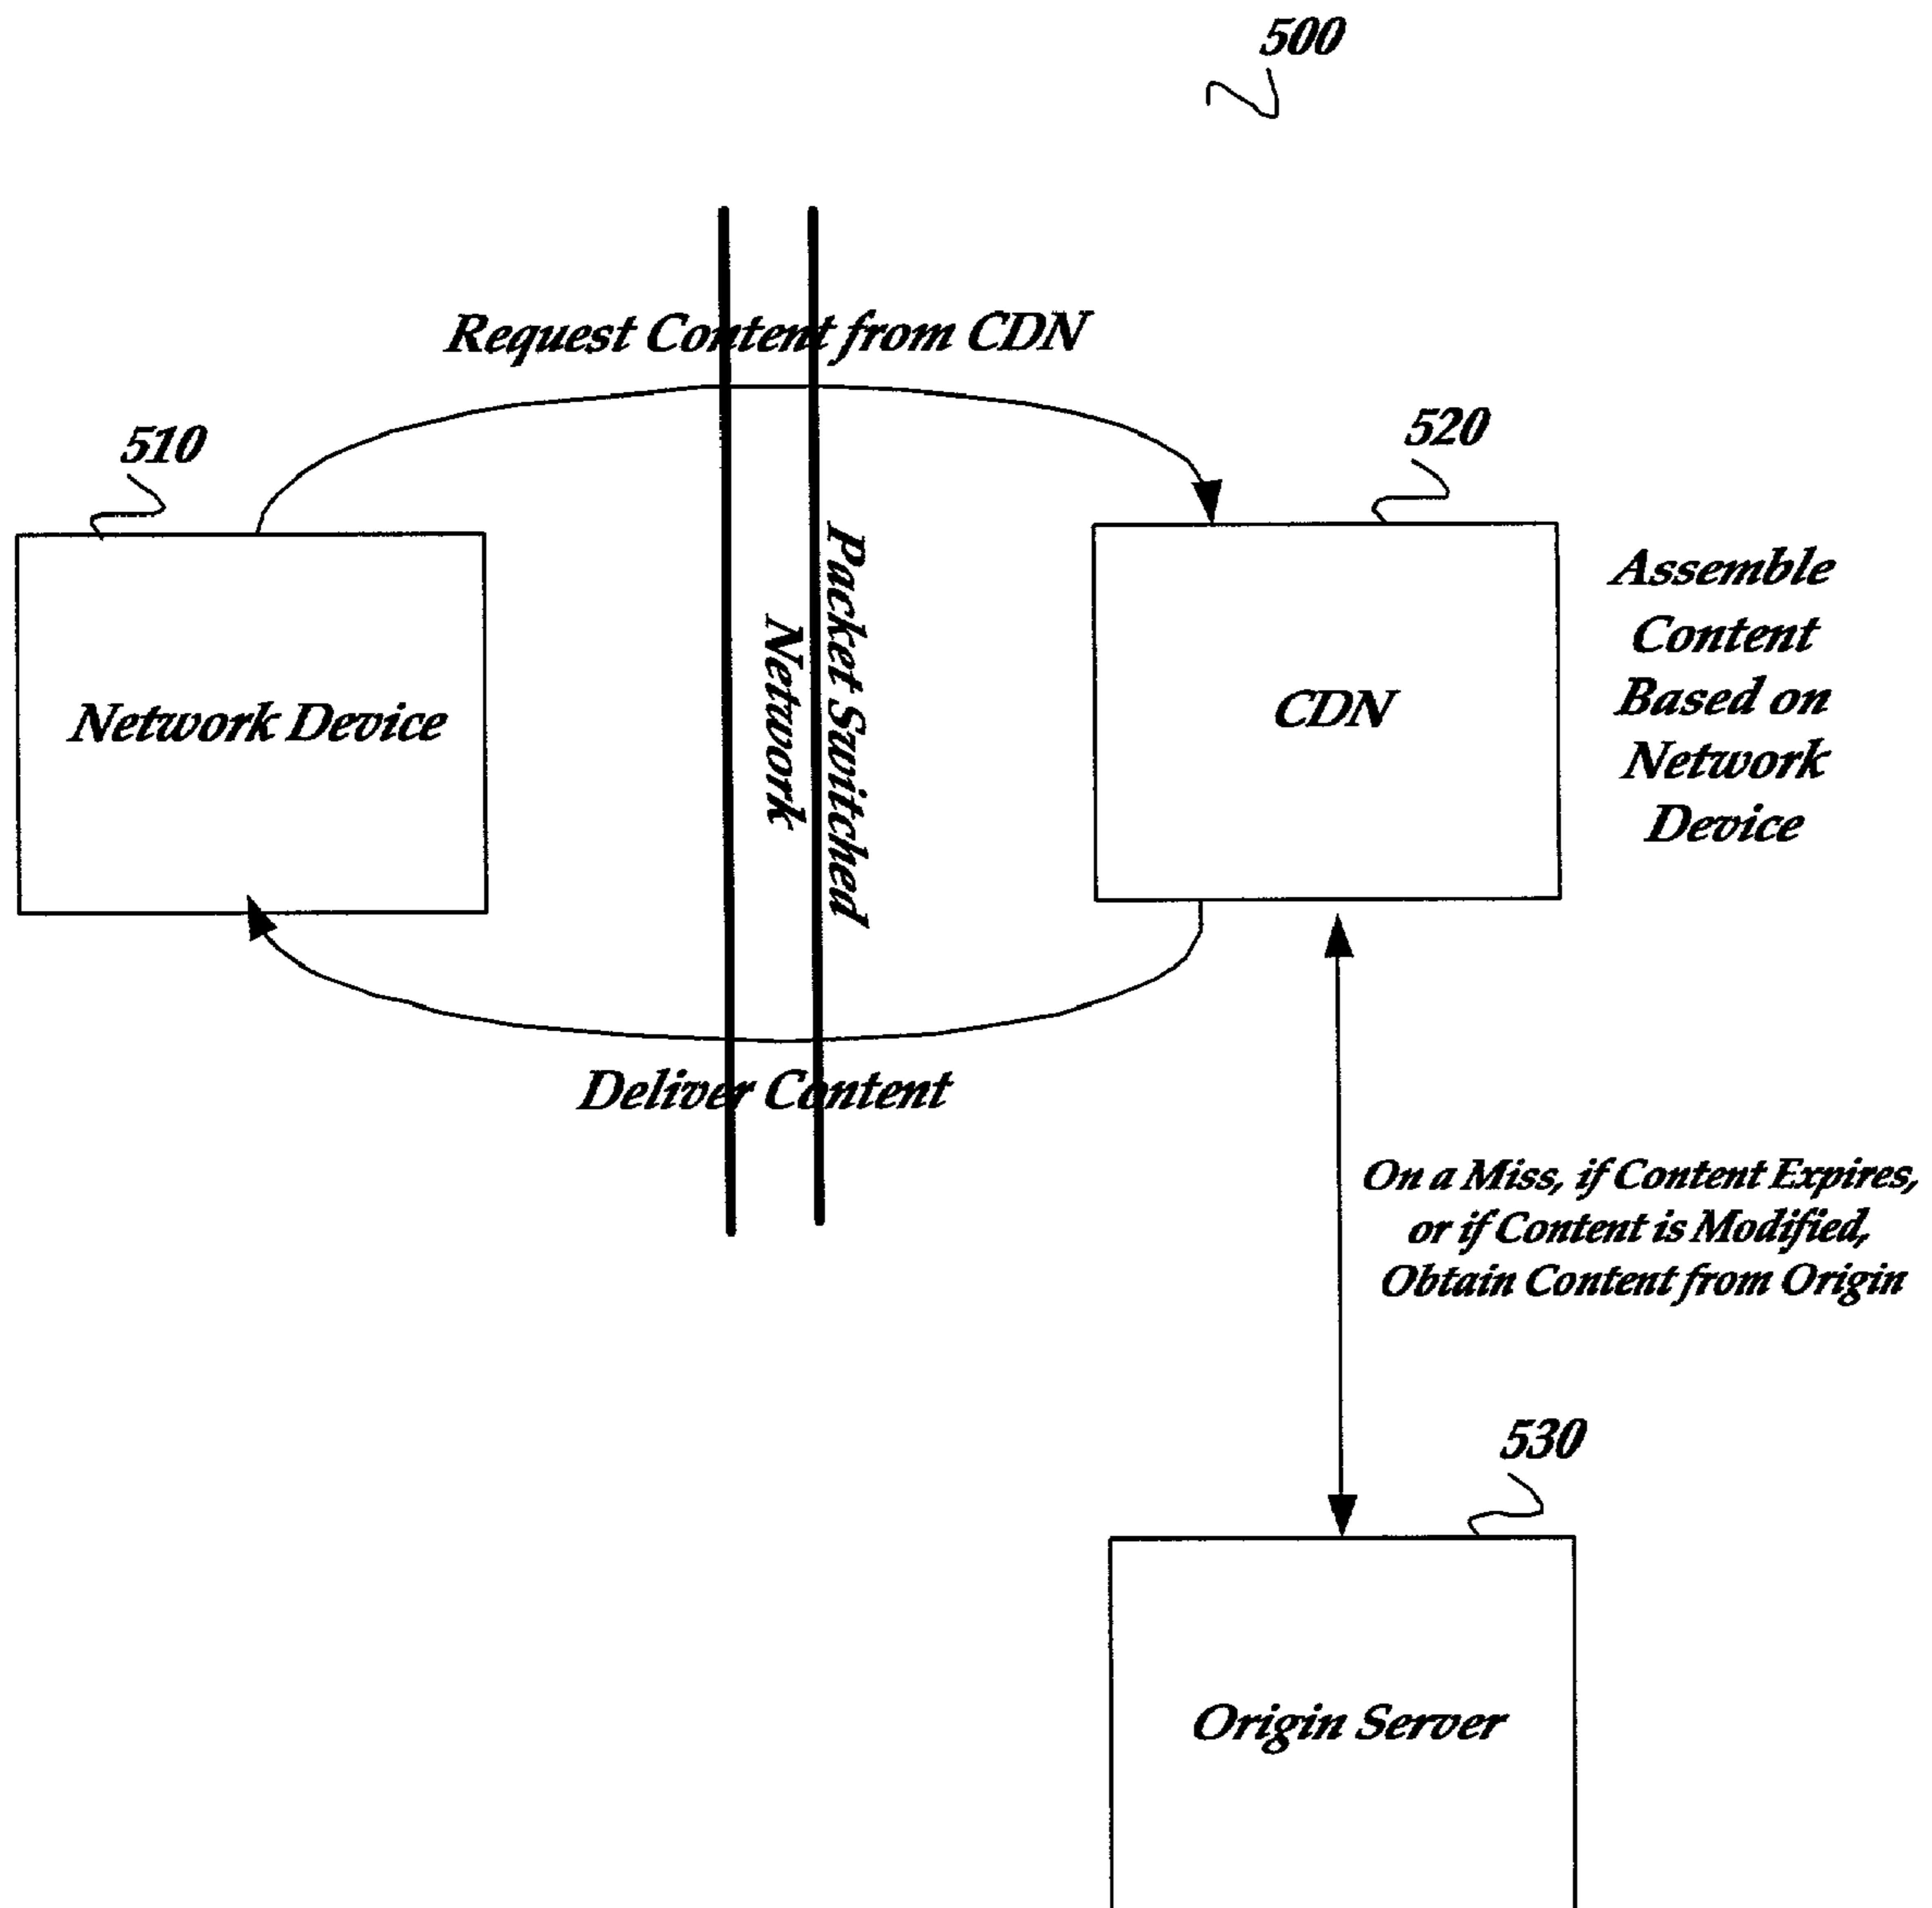 500
Request Content from CDN
510
520
Network Device
Packet Switched
Network
CDN
Assemble
Content
Based on
Network
Device
Deliver Content
On a Miss, if Content Expires,
or if Content is Modified,
Obtain Content from Origin
530
Origin Server